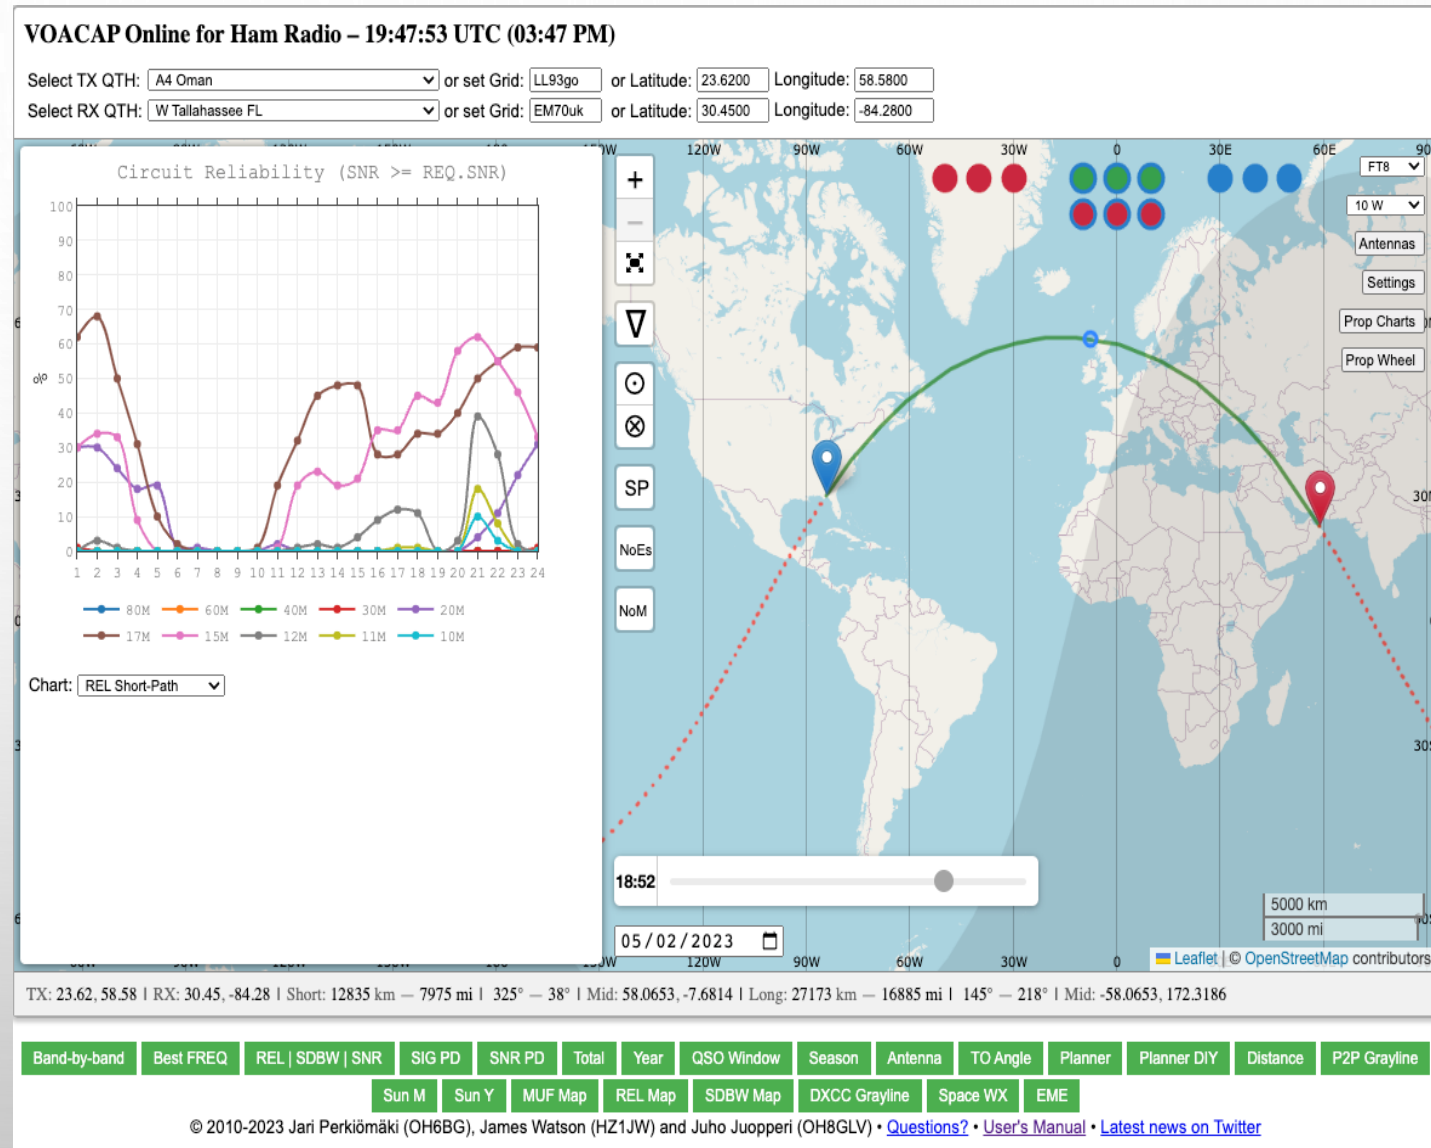 VOACAP Online for Ham Radio – 19:47:53 UTC (03:47 PM)
Select TX QTH: A4 Oman or set Grid: LL93go or Latitude: 23.6200 Longitude: 58.5800
Select RX QTH: W Tallahassee FL or set Grid: EM70uk or Latitude: 30.4500 Longitude: -84.2800
120W 90W 60W 30W 0 30E 60E 90
Circuit Reliability (SNR >= REQ.SNR)
100
90
80
70
60
50
40
30
20
10
0
%
1 2 3 4 5 6 7 8 9 10 11 12 13 14 15 16 17 18 19 20 21 22 23 24
80M 60M 40M 30M 20M
17M 15M 12M 11M 10M
Chart: REL Short-Path
+
−
SP
NoEs
NoM
FT8
10 W
Antennas
Settings
Prop Charts
Prop Wheel
18:52
05/02/2023
5000 km
3000 mi
120W 90W 60W 30W 0
Leaflet | © OpenStreetMap contributors
TX: 23.62, 58.58 | RX: 30.45, -84.28 | Short: 12835 km — 7975 mi | 325° — 38° | Mid: 58.0653, -7.6814 | Long: 27173 km — 16885 mi | 145° — 218° | Mid: -58.0653, 172.3186
Band-by-band Best FREQ REL | SDBW | SNR SIG PD SNR PD Total Year QSO Window Season Antenna TO Angle Planner Planner DIY Distance P2P Grayline
Sun M Sun Y MUF Map REL Map SDBW Map DXCC Grayline Space WX EME
© 2010-2023 Jari Perkiömäki (OH6BG), James Watson (HZ1JW) and Juho Juopperi (OH8GLV) • Questions? • User's Manual • Latest news on Twitter